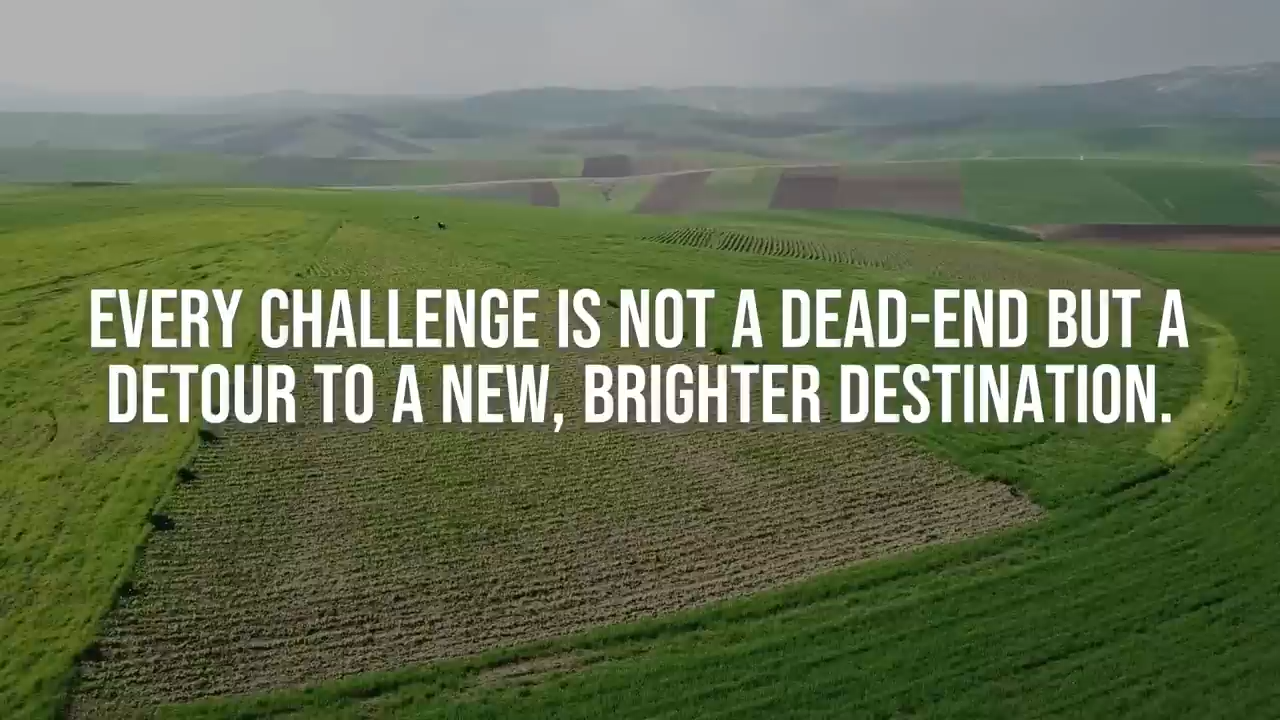 EVERY CHALLENGE IS NOT A DEAD-END BUT A
DETOUR TO A NEW, BRIGHTER DESTINATION.